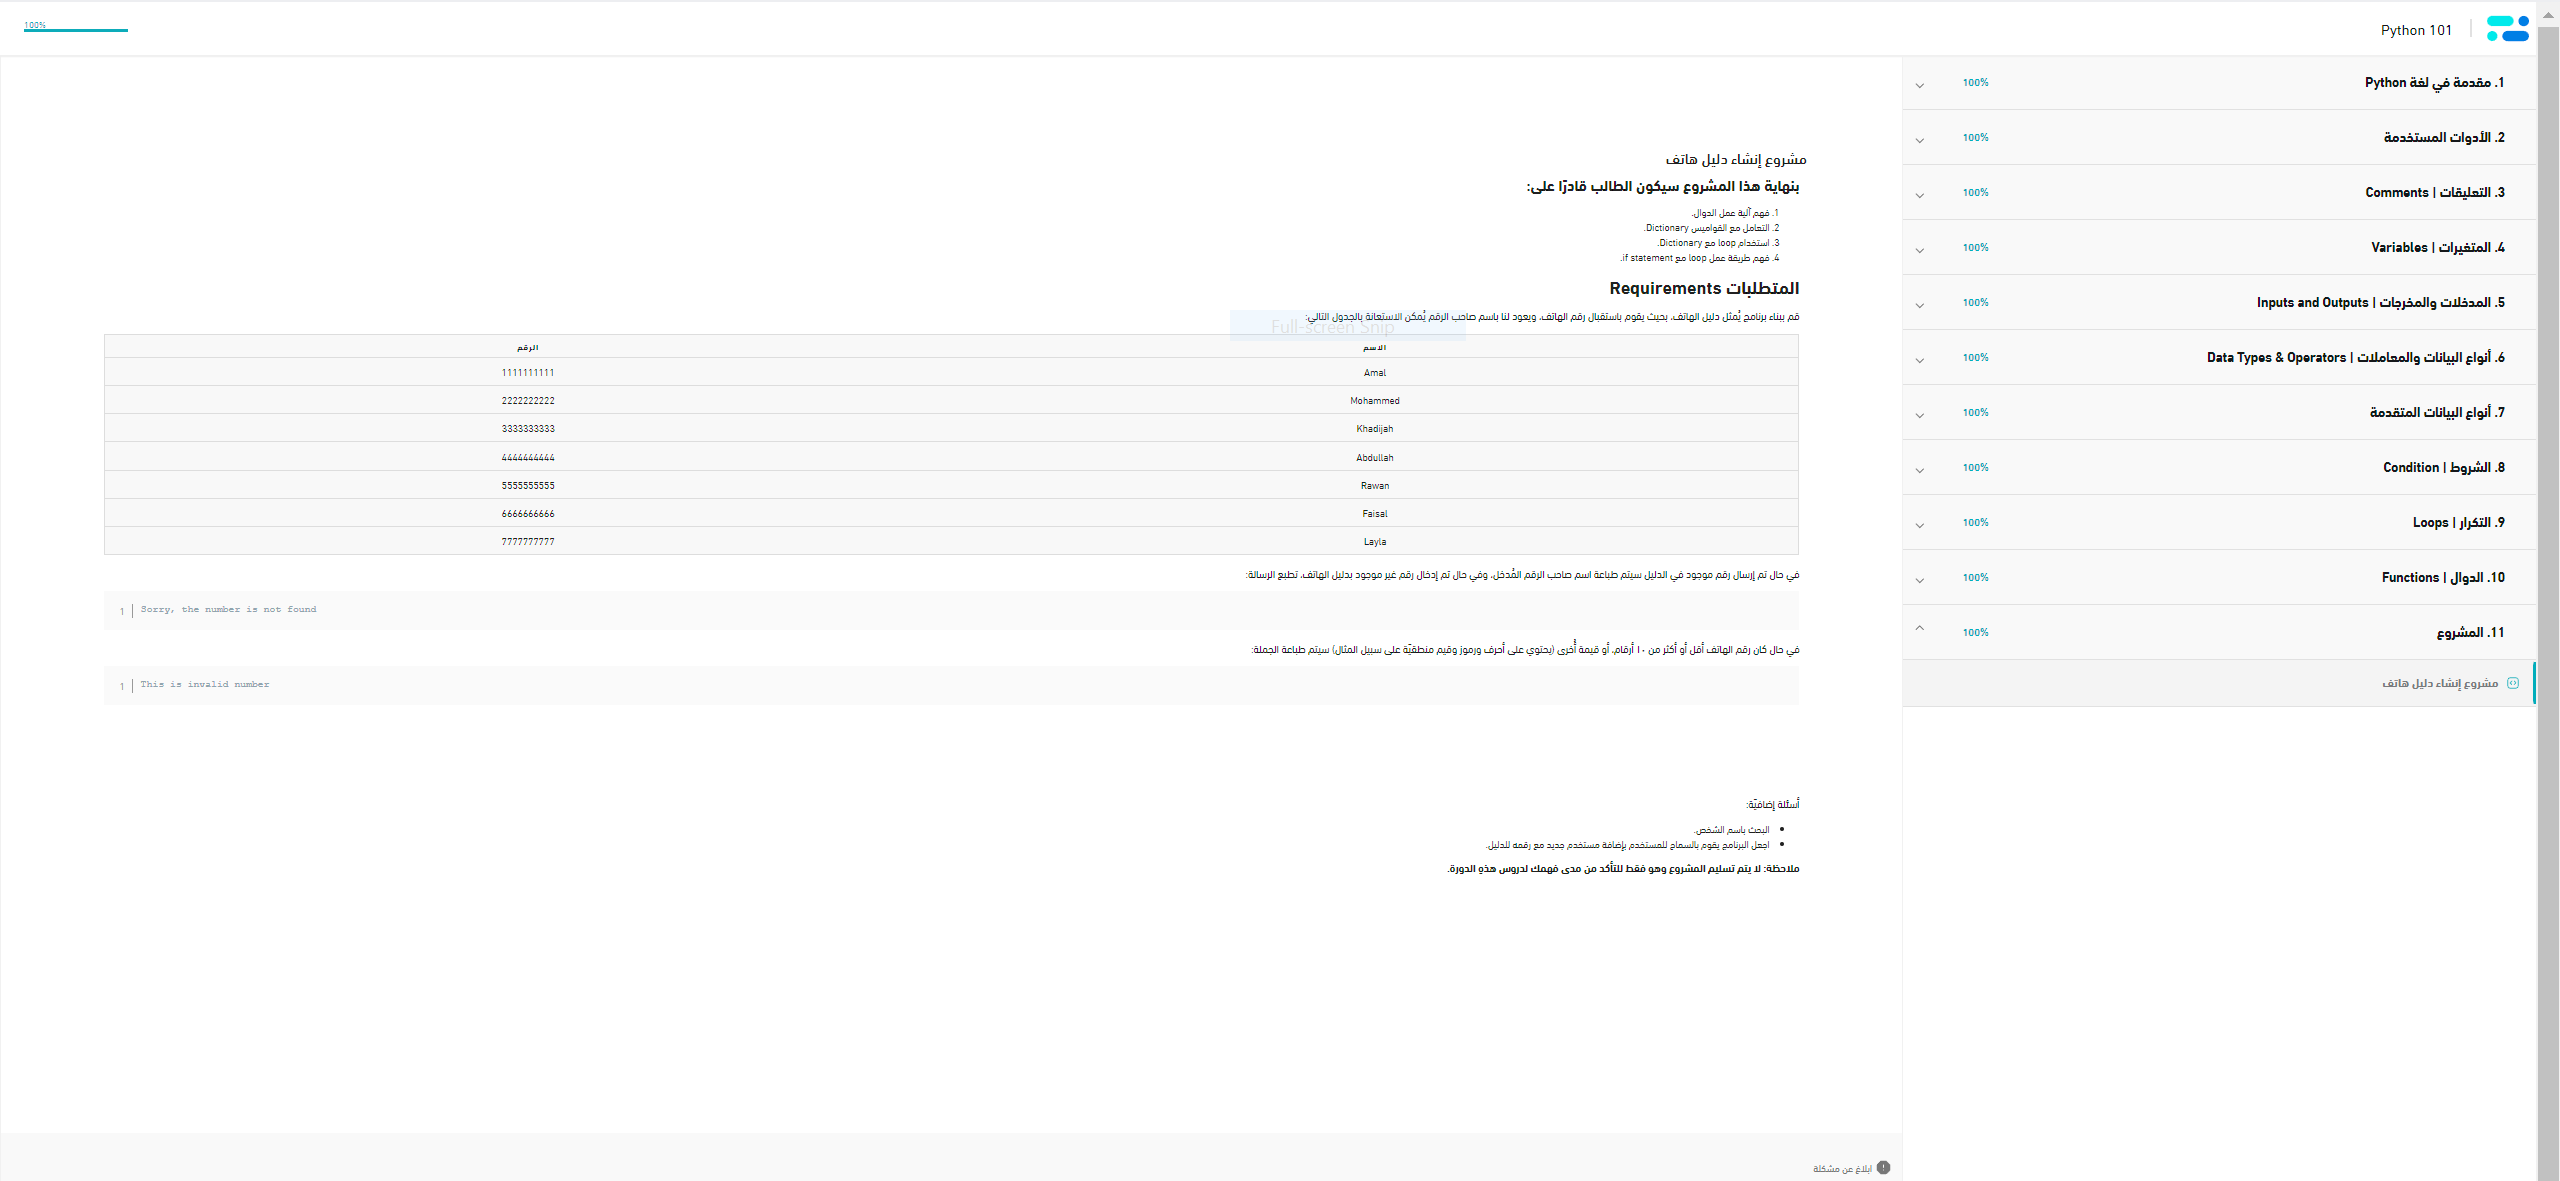 Python 101
100%
1. مقدمة في لغة Python
100%
2. الأدوات المستخدمة
100%
3. التعليقات | Comments
100%
4. المتغيرات | Variables
100%
5. المدخلات والمخرجات | Inputs and Outputs
100%
6. أنواع البيانات والمعاملات | Data Types & Operators
100%
7. أنواع البيانات المتقدمة
100%
8. الشروط | Condition
100%
9. التكرار | Loops
100%
10. الدوال | Functions
100%
11. المشروع
100%
مشروع إنشاء دليل هاتف
مشروع إنشاء دليل هاتف
بنهاية هذا المشروع سيكون الطالب قادرًا على:
1. فهم آلية عمل الدوال.
2. التعامل مع القواميس Dictionary.
3. استخدام loop مع Dictionary.
4. فهم طريقة عمل loop مع if statement.
المتطلبات Requirements
قم ببناء برنامج يُمثل دليل الهاتف، بحيث يقوم باستقبال رقم الهاتف، ويعود لنا باسم صاحب الرقم يُمكن الاستعانة بالجدول التالي:
Full-screen Snip
الاسم الرقم
Amal 1111111111
Mohammed 2222222222
Khadijah 3333333333
Abdullah 4444444444
Rawan 5555555555
Faisal 6666666666
Layla 7777777777
في حال تم إرسال رقم موجود في الدليل سيتم طباعة اسم صاحب الرقم المُدخل، وفي حال تم إدخال رقم غير موجود بدليل الهاتف، تطبع الرسالة:
1 Sorry, the number is not found
في حال كان رقم الهاتف أقل أو أكثر من ١٠ أرقام، أو قيمة أُخرى (يحتوي على أحرف ورموز وقيم منطقيّة على سبيل المثال) سيتم طباعة الجملة:
1 This is invalid number
أسئلة إضافيّة:
• البحث باسم الشخص.
• اجعل البرنامج يقوم بالسماح للمستخدم بإضافة مستخدم جديد مع رقمه للدليل.
ملاحظة: لا يتم تسليم المشروع وهو فقط للتأكد من مدى فهمك لدروس هذهِ الدورة.
ابلاغ عن مشكلة